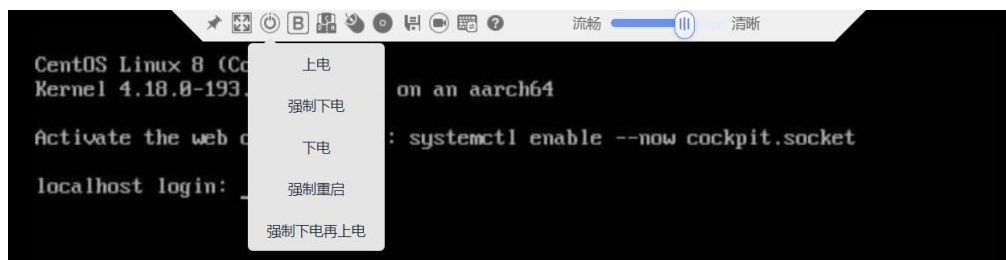 B 流畅 清晰
CentOS Linux 8 (Co
Kernel 4.18.0-193. on an aarch64
Activate the web c : systemctl enable --now cockpit.socket
localhost login: _
上电
强制下电
下电
强制重启
强制下电再上电